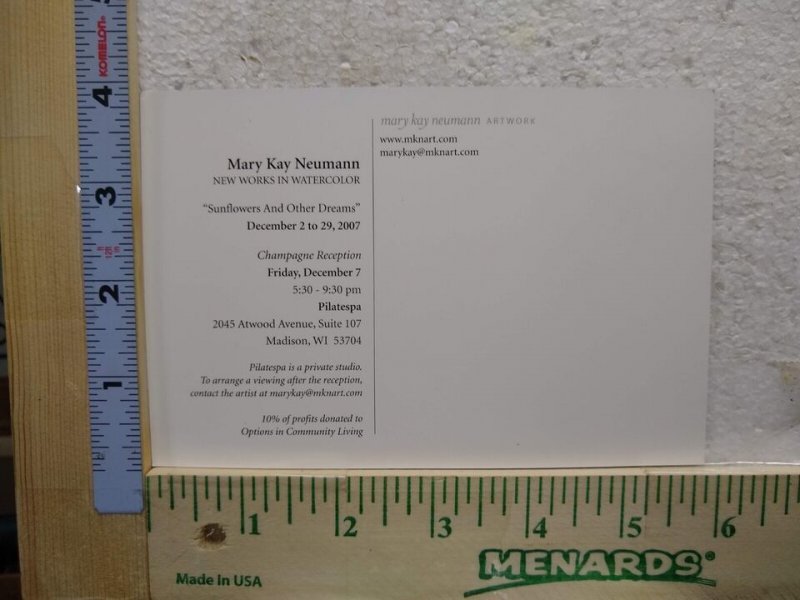 KOMELON
4
3
2
1
mary kay neumann ARTWORK
www.mknart.com
marykay@mknart.com
Mary Kay Neumann
NEW WORKS IN WATERCOLOR
“Sunflowers And Other Dreams”
December 2 to 29, 2007
Champagne Reception
Friday, December 7
5:30 - 9:30 pm
Pilatespa
2045 Atwood Avenue, Suite 107
Madison, WI 53704
Pilatespa is a private studio.
To arrange a viewing after the reception,
contact the artist at marykay@mknart.com
10% of profits donated to
Options in Community Living
1 2 3 4 5 6
Made In USA
MENARDS®